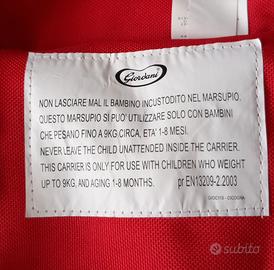 Giordani
NON LASCIARE MAI IL BAMBINO INCUSTODITO NEL MARSUPIO.
QUESTO MARSUPIO SI PUO' UTILIZZARE SOLO CON BAMBINI
CHE PESANO FINO A 9KG.CIRCA, ETA' 1-8 MESI.
NEVER LEAVE THE CHILD UNATTENDED INSIDE THE CARRIER.
THIS CARRIER IS ONLY FOR USE WITH CHILDREN WHO WEIGHT
UP TO 9KG, AND AGING 1-8 MONTHS. pr EN13209-2.2003
subito